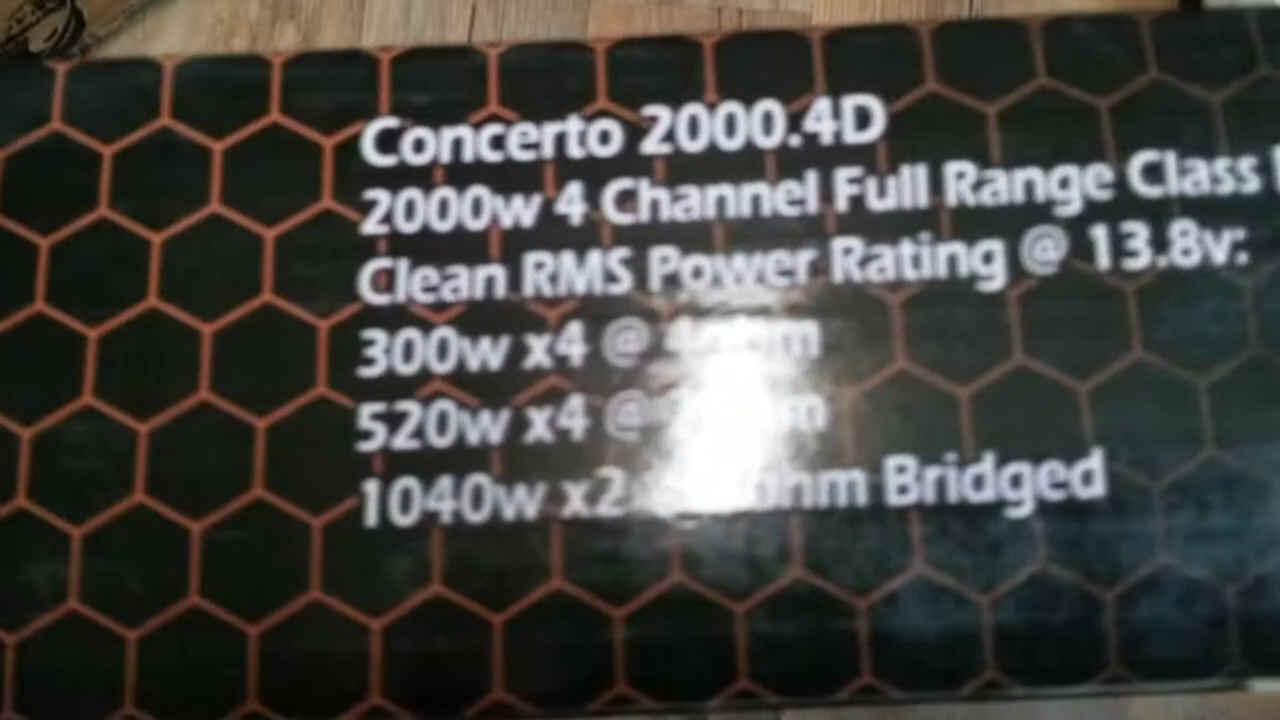 Concerto 2000.4D
2000w 4 Channel Full Range Class
Clean RMS Power Rating @ 13.8v:
300w x4 @
520w x4 @
1040w x2 Bridged